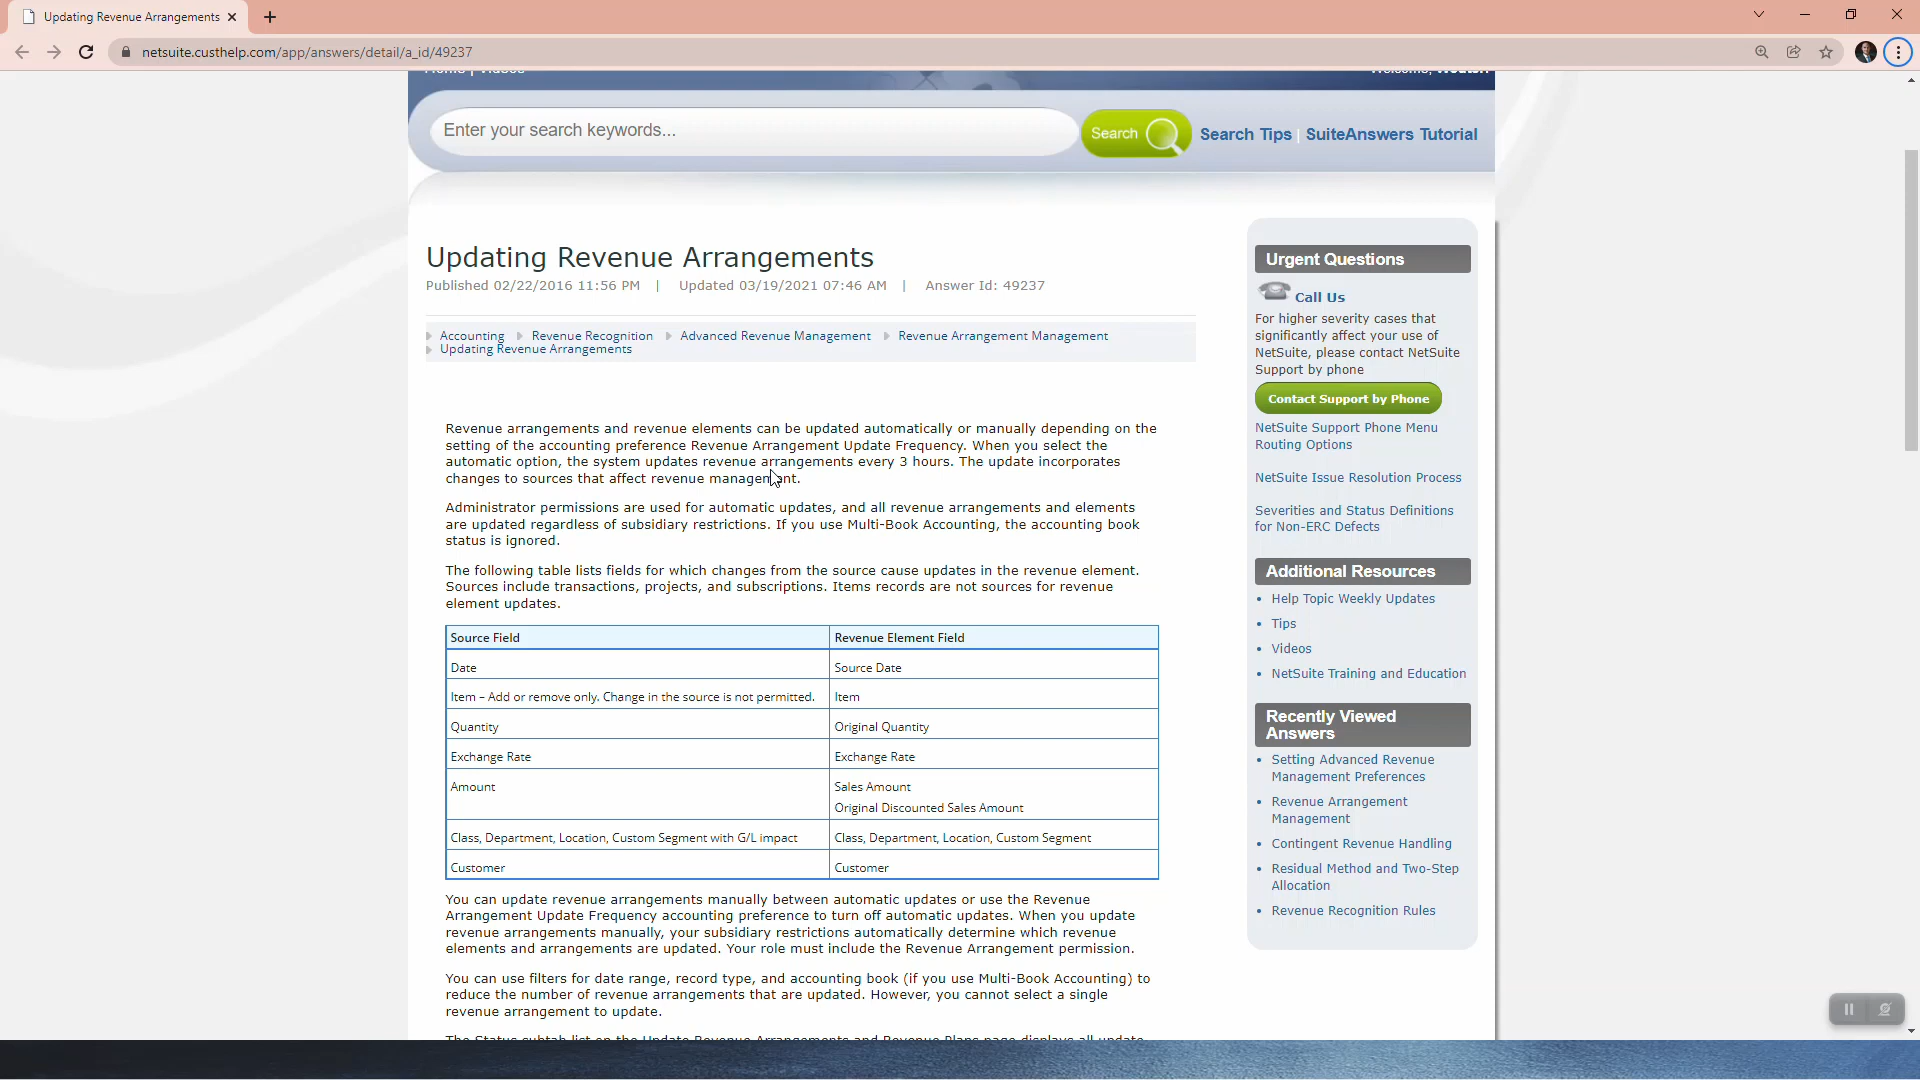 Updating Revenue Arrangements
netsuite.custhelp.com/app/answers/detail/a_id/49237
Home | Videos
Welcome,
Enter your search keywords...
Search
Search Tips | SuiteAnswers Tutorial
Updating Revenue Arrangements
Published 02/22/2016 11:56 PM | Updated 03/19/2021 07:46 AM | Answer Id: 49237
Accounting Revenue Recognition Advanced Revenue Management Revenue Arrangement Management
Updating Revenue Arrangements
Revenue arrangements and revenue elements can be updated automatically or manually depending on the
setting of the accounting preference Revenue Arrangement Update Frequency. When you select the
automatic option, the system updates revenue arrangements every 3 hours. The update incorporates
changes to sources that affect revenue management.
Administrator permissions are used for automatic updates, and all revenue arrangements and elements
are updated regardless of subsidiary restrictions. If you use Multi-Book Accounting, the accounting book
status is ignored.
The following table lists fields for which changes from the source cause updates in the revenue element.
Sources include transactions, projects, and subscriptions. Items records are not sources for revenue
element updates.
Source Field Revenue Element Field
Date Source Date
Item – Add or remove only. Change in the source is not permitted. Item
Quantity Original Quantity
Exchange Rate Exchange Rate
Amount Sales Amount
Original Discounted Sales Amount
Class, Department, Location, Custom Segment with G/L impact Class, Department, Location, Custom Segment
Customer Customer
You can update revenue arrangements manually between automatic updates or use the Revenue
Arrangement Update Frequency accounting preference to turn off automatic updates. When you update
revenue arrangements manually, your subsidiary restrictions automatically determine which revenue
elements and arrangements are updated. Your role must include the Revenue Arrangement permission.
You can use filters for date range, record type, and accounting book (if you use Multi-Book Accounting) to
reduce the number of revenue arrangements that are updated. However, you cannot select a single
revenue arrangement to update.
The Status subtab list on the Update Revenue Arrangements and Revenue Plans page displays all update
Urgent Questions
Call Us
For higher severity cases that
significantly affect your use of
NetSuite, please contact NetSuite
Support by phone
Contact Support by Phone
NetSuite Support Phone Menu
Routing Options
NetSuite Issue Resolution Process
Severities and Status Definitions
for Non-ERC Defects
Additional Resources
Help Topic Weekly Updates
Tips
Videos
NetSuite Training and Education
Recently Viewed
Answers
Setting Advanced Revenue
Management Preferences
Revenue Arrangement
Management
Contingent Revenue Handling
Residual Method and Two-Step
Allocation
Revenue Recognition Rules